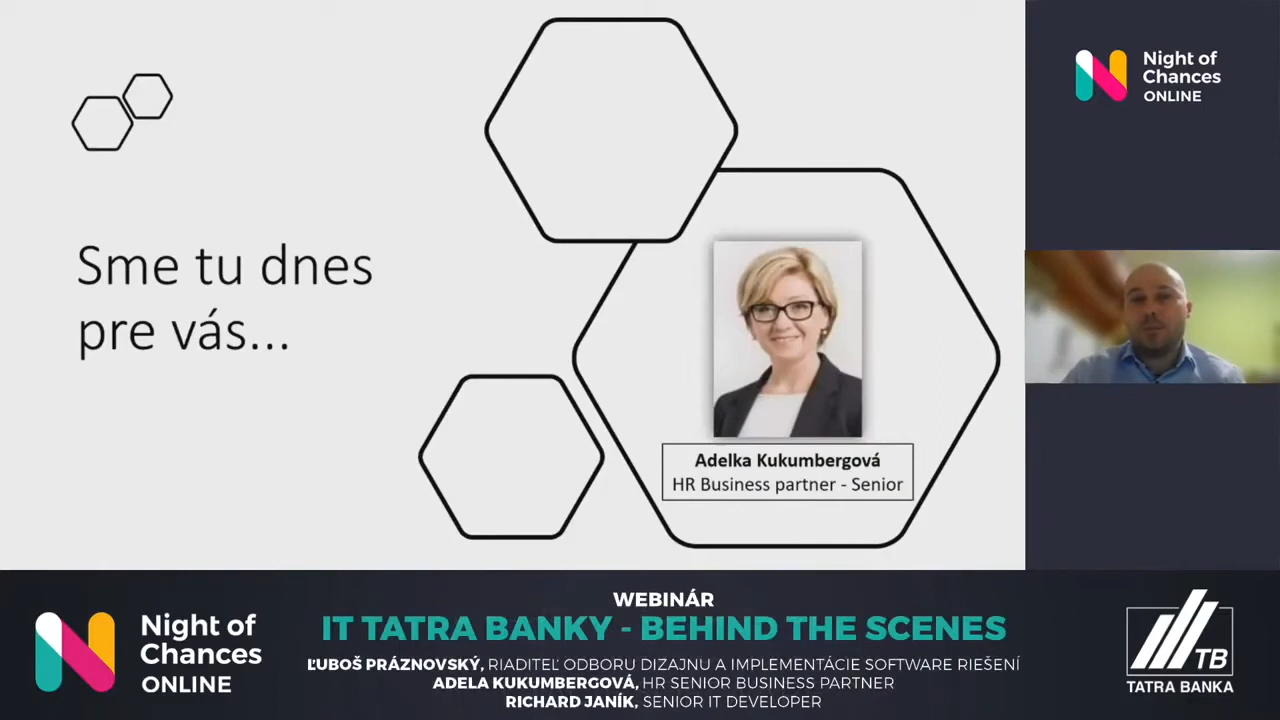 Sme tu dnes
pre vás...
Adelka Kukumbergová
HR Business partner - Senior
Night of
Chances
ONLINE
Night of
Chances
ONLINE
WEBINÁR
IT TATRA BANKY - BEHIND THE SCENES
ĽUBOŠ PRÁZNOVSKÝ, RIADITEĽ ODBORU DIZAJNU A IMPLEMENTÁCIE SOFTWARE RIEŠENÍ
ADELA KUKUMBERGOVÁ, HR SENIOR BUSINESS PARTNER
RICHARD JANÍK, SENIOR IT DEVELOPER
TB
TATRA BANKA